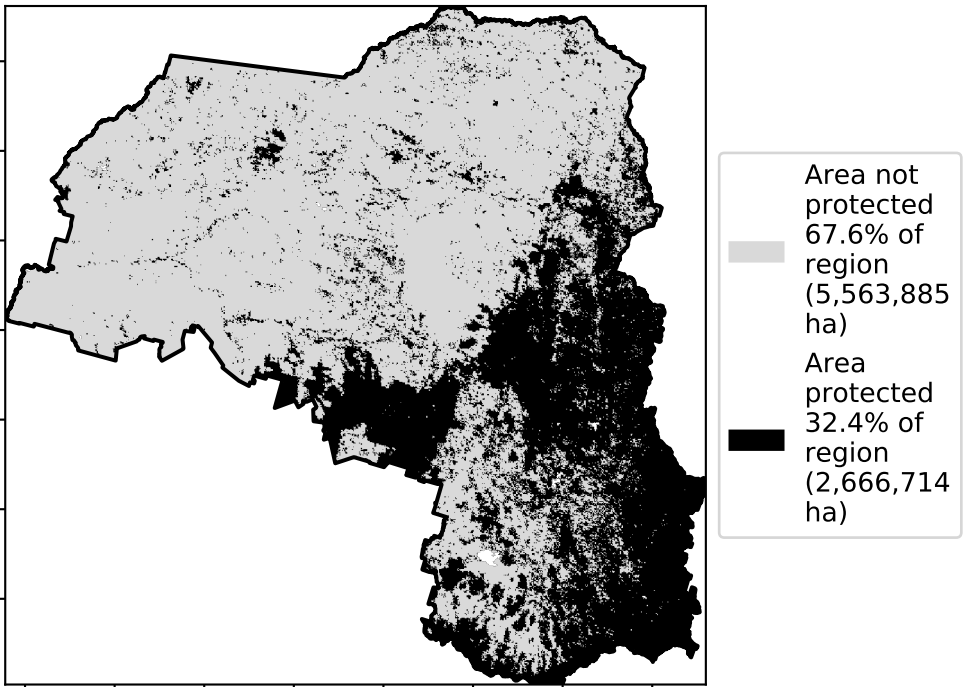 Area not
protected
67.6% of
region
(5,563,885
ha)
Area
protected
32.4% of
region
(2,666,714
ha)